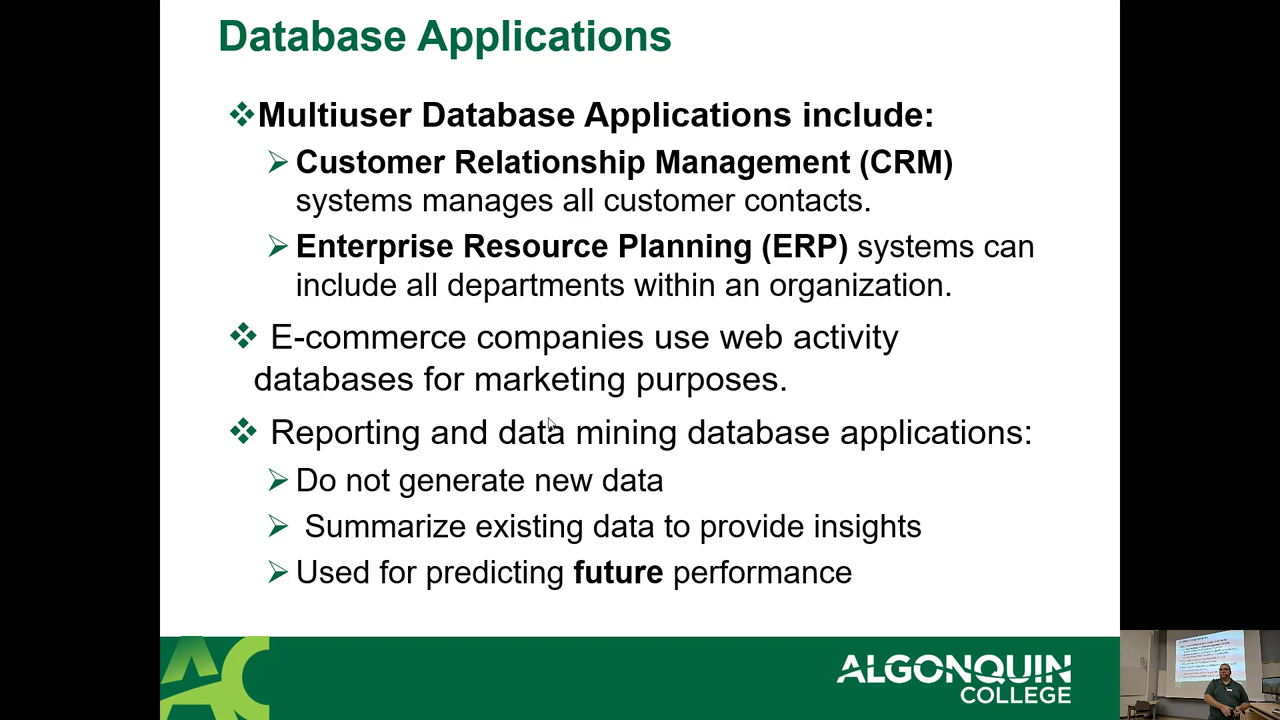 Database Applications
❖Multiuser Database Applications include:
➢Customer Relationship Management (CRM)
systems manages all customer contacts.
➢Enterprise Resource Planning (ERP) systems can
include all departments within an organization.
❖ E-commerce companies use web activity
databases for marketing purposes.
❖ Reporting and data mining database applications:
➢Do not generate new data
➢ Summarize existing data to provide insights
➢Used for predicting future performance
AC
ALGONQUIN
COLLEGE